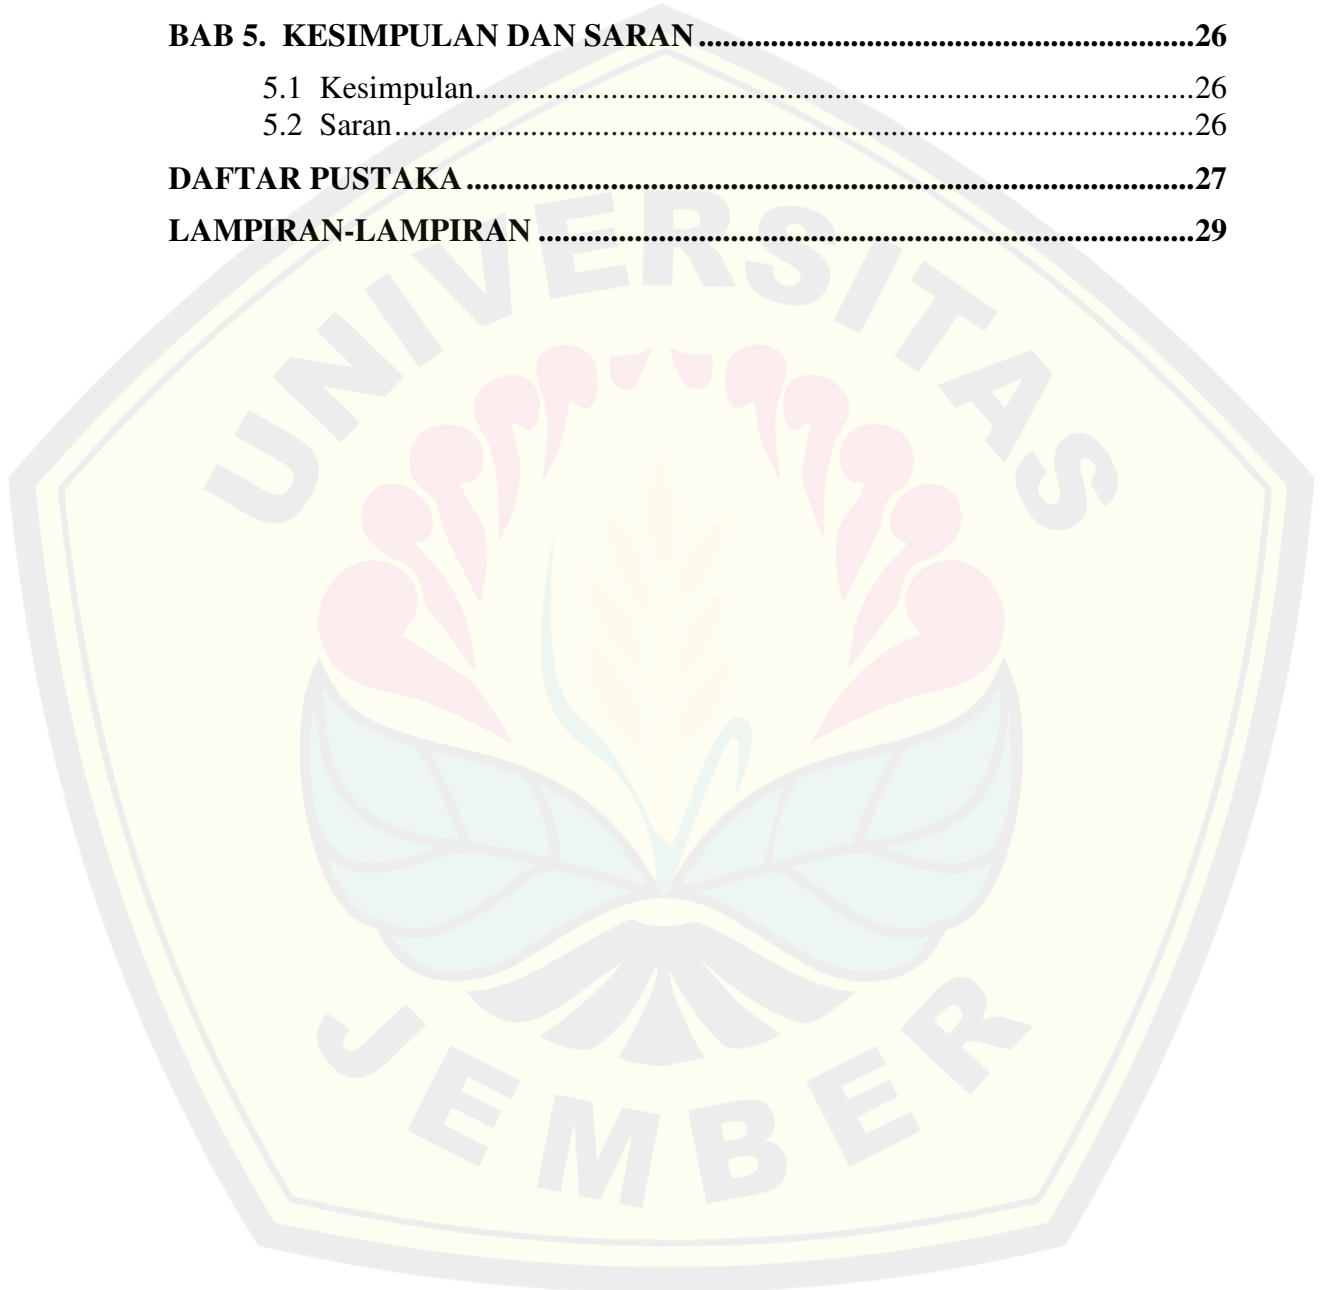 BAB 5. KESIMPULAN DAN SARAN ...............................................................26
5.1 Kesimpulan...........................................................................................26
5.2 Saran.....................................................................................................26
DAFTAR PUSTAKA ............................................................................................27
LAMPIRAN-LAMPIRAN ...................................................................................29
UNIVERSITAS
JEMBER